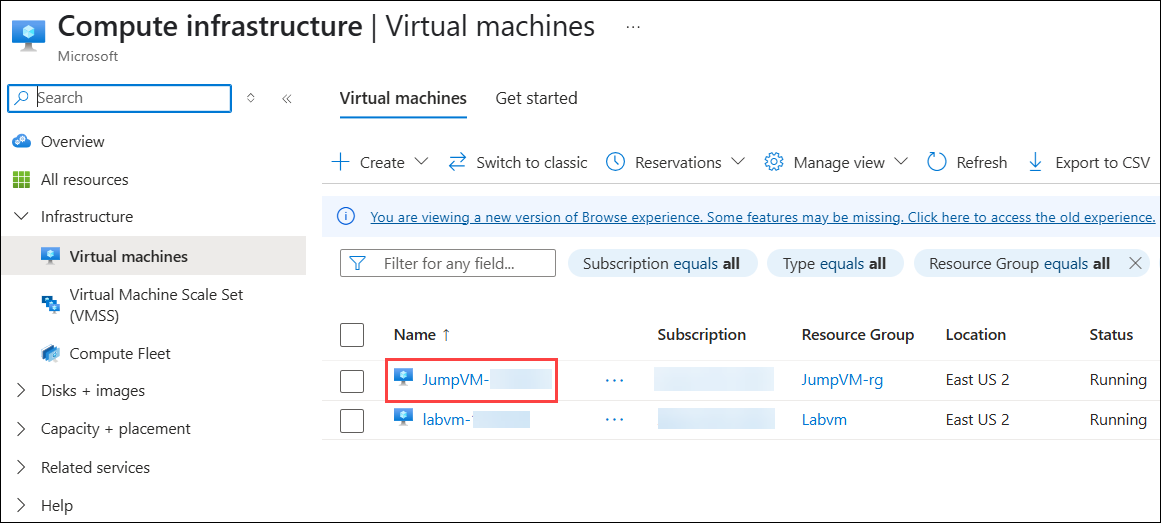 Compute infrastructure | Virtual machines ...
Microsoft
Search
Virtual machines Get started
Overview
All resources
Infrastructure
Virtual machines
Virtual Machine Scale Set
(VMSS)
Compute Fleet
Disks + images
Capacity + placement
Related services
Help
Create Switch to classic Reservations Manage view Refresh Export to CSV
You are viewing a new version of Browse experience. Some features may be missing. Click here to access the old experience.
Filter for any field... Subscription equals all Type equals all Resource Group equals all
Name ↑ Subscription Resource Group Location Status
JumpVM- ... JumpVM-rg East US 2 Running
labvm- ... Labvm East US 2 Running